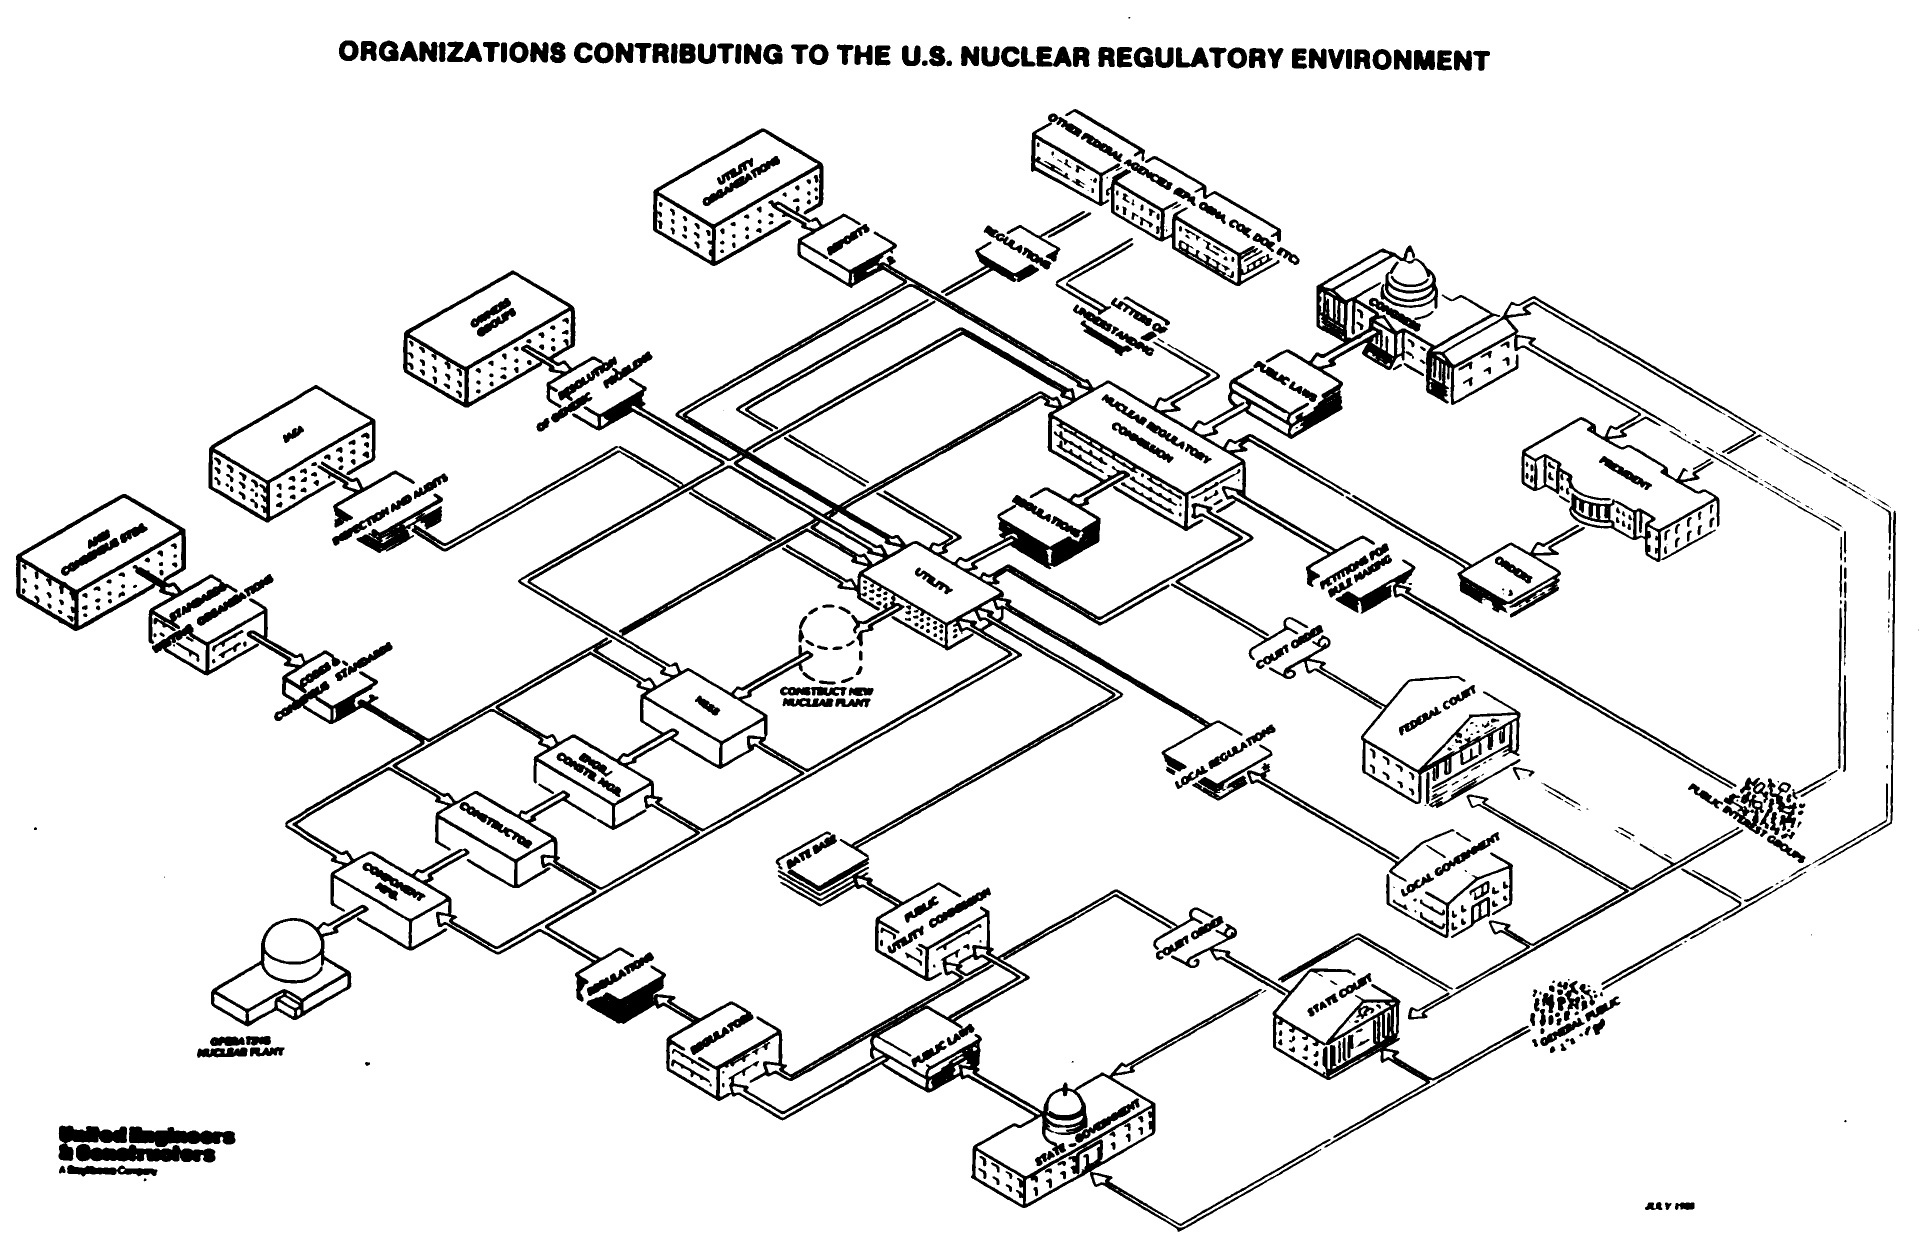 ORGANIZATIONS CONTRIBUTING TO THE U.S. NUCLEAR REGULATORY ENVIRONMENT
UTILITY
ORGANIZATIONS
REPORTS
OTHER FEDERAL AGENCIES (EPA, OSHA, COE, DOE, ETC)
REGULATIONS
LETTERS OF
UNDERSTANDING
CONGRESS
PUBLIC LAWS
OWNERS
GROUPS
RESOLUTION
OF GENERIC PROBLEMS
NUCLEAR REGULATORY
COMMISSION
PRESIDENT
ORDERS
PETITIONS FOR
RULE MAKING
REGULATIONS
INSPECTION AND AUDITS
ANSI
CONSENSUS STDS.
STANDARDS
WRITING ORGANIZATIONS
CODES &
CONSENSUS STANDARDS
UTILITY
CONSTRUCT NEW
NUCLEAR PLANT
COURT ORDER
FEDERAL COURT
NSSS
ENGR./
CONSTR. MGR.
CONSTRUCTOR
COMPONENT
MFR.
OPERATING
NUCLEAR PLANT
LOCAL REGULATIONS
PUBLIC INTEREST GROUPS
LOCAL GOVERNMENT
RATE BASE
PUBLIC
UTILITY COMMISSION
COURT ORDER
STATE COURT
GENERAL PUBLIC
REGULATIONS
REGULATORS
PUBLIC LAWS
STATE GOVERNMENT
United Engineers
& Constructors
A Raytheon Company
JULY